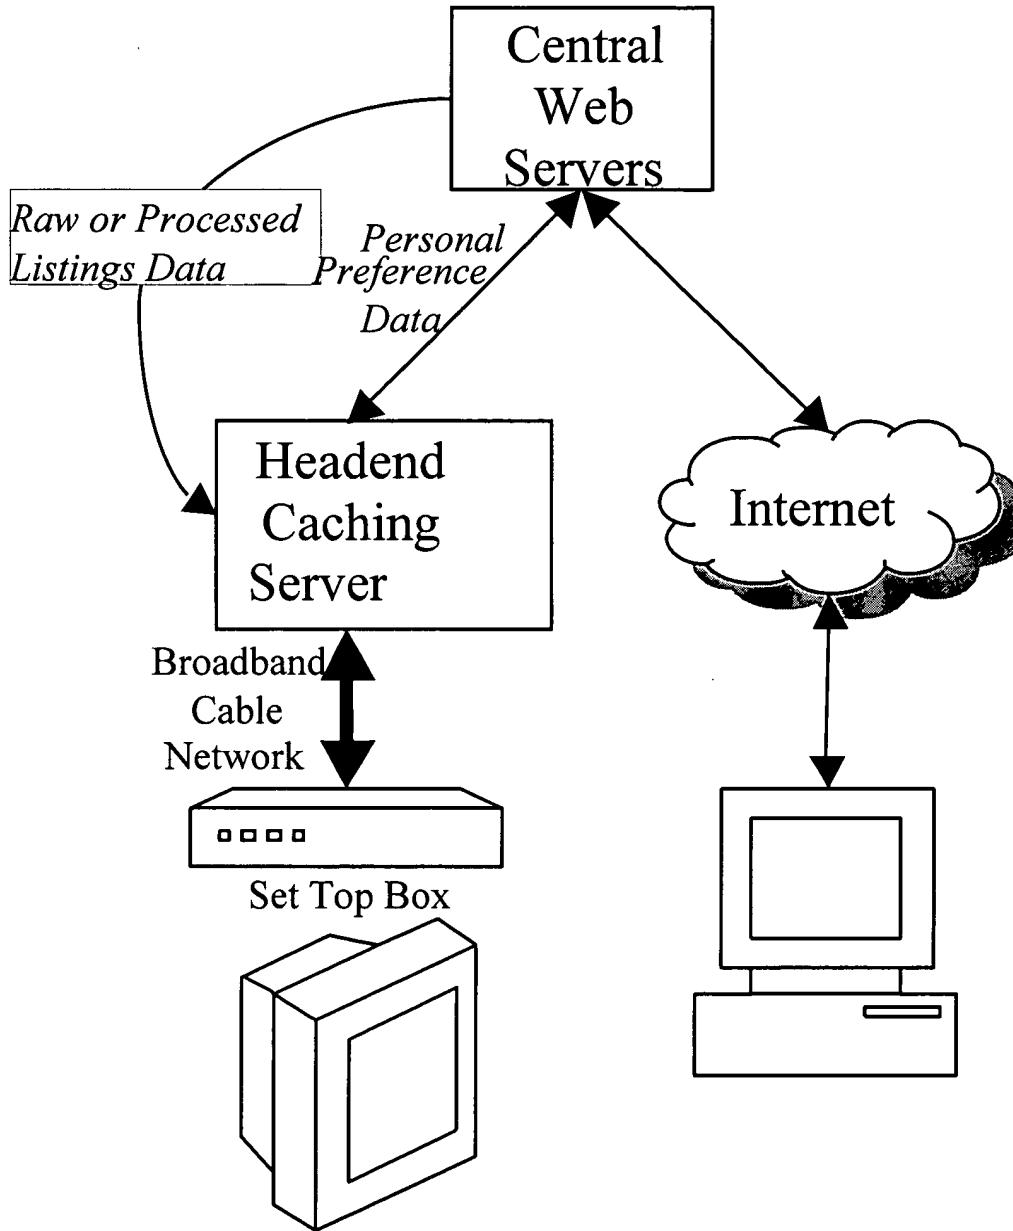 Central
Web
Servers
Raw or Processed
Listings Data
Personal
Preference
Data
Headend
Caching
Server
Internet
Broadband
Cable
Network
Set Top Box